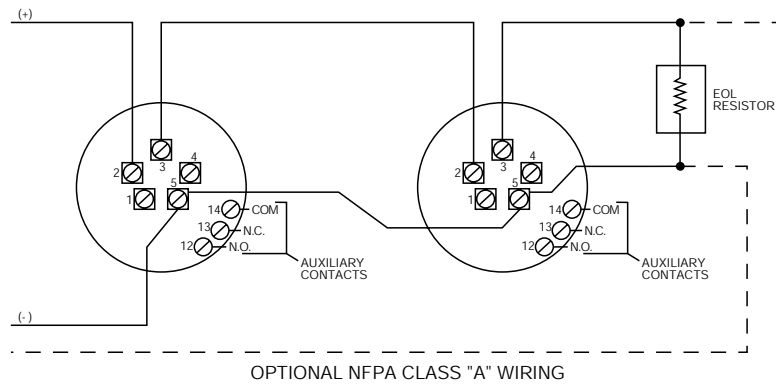 (+)
EOL
RESISTOR
2
3
4
1
5
14
COM
13
N.C.
12
N.O.
AUXILIARY
CONTACTS
2
3
4
1
5
14
COM
13
N.C.
12
N.O.
AUXILIARY
CONTACTS
(-)
OPTIONAL NFPA CLASS "A" WIRING